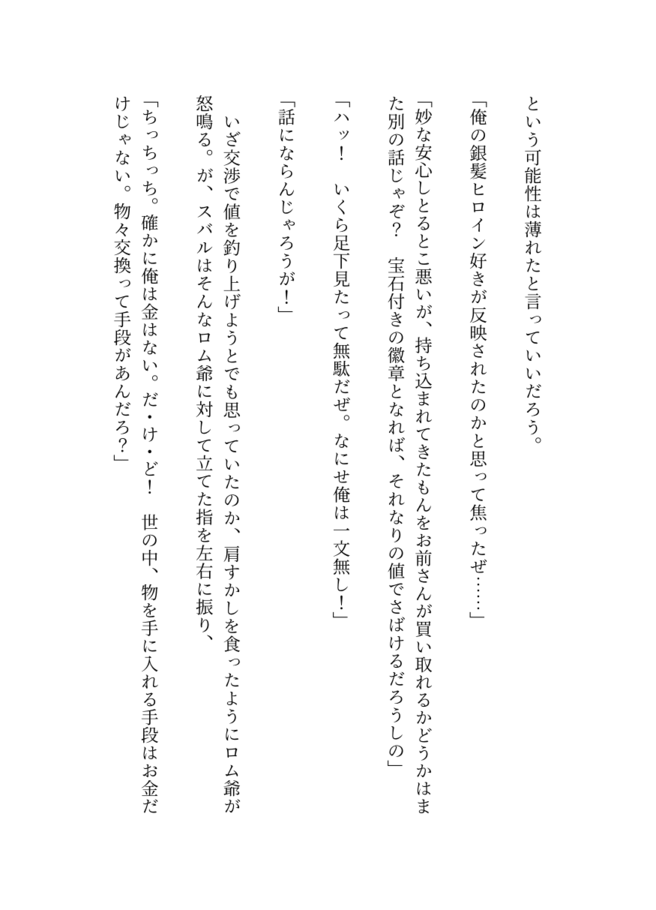 という可能性は薄れたと言っていいだろう。
「俺の銀髪ヒロイン好きが反映されたのかと思って焦ったぜ……」
「妙な安心しとるとこ悪いが、持ち込まれてきたもんをお前さんが買い取れるかどうかはま
た別の話じゃぞ？　宝石付きの徽章となれば、それなりの値でさばけるだろうしの」
「ハッ！　いくら足下見たって無駄だぜ。なにせ俺は一文無し！」
「話にならんじゃろうが！」
　いざ交渉で値を釣り上げようとでも思っていたのか、肩すかしを食ったようにロム爺が
怒鳴る。が、スバルはそんなロム爺に対して立てた指を左右に振り、
「ちっちっち。確かに俺は金はない。だ・け・ど！　世の中、物を手に入れる手段はお金だ
けじゃない。物々交換って手段があんだろ？」